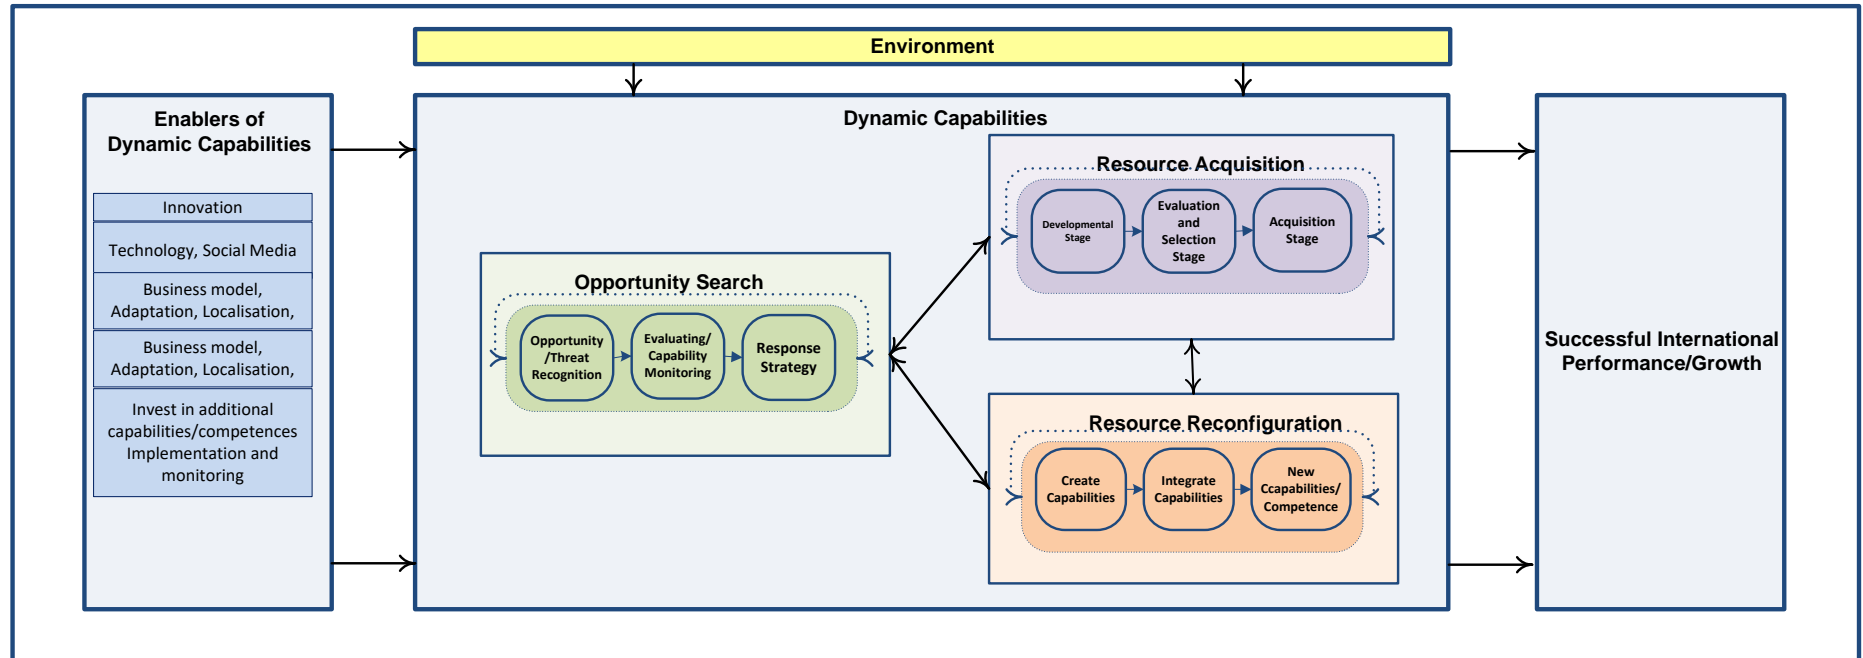 Environment
Enablers of
Dynamic Capabilities
Innovation
Technology, Social Media
Business model,
Adaptation, Localisation,
Business model,
Adaptation, Localisation,
Invest in additional
capabilities/competences
Implementation and
monitoring
Dynamic Capabilities
Opportunity Search
Opportunity
/Threat
Recognition
Evaluating/
Capability
Monitoring
Response
Strategy
Resource Acquisition
Developmental
Stage
Evaluation
and
Selection
Stage
Acquisition
Stage
Resource Reconfiguration
Create
Capabilities
Integrate
Capabilities
New
Ccapabilities/
Competence
Successful International
Performance/Growth